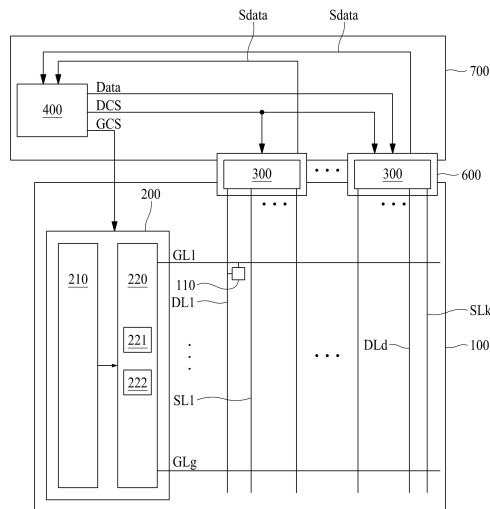 Sdata Sdata
700
400
Data
DCS
GCS
300 ... 300
600
... ...
200
210 220
GL1
110
DL1
221
222
SLk
100
DLd
SL1
GLg